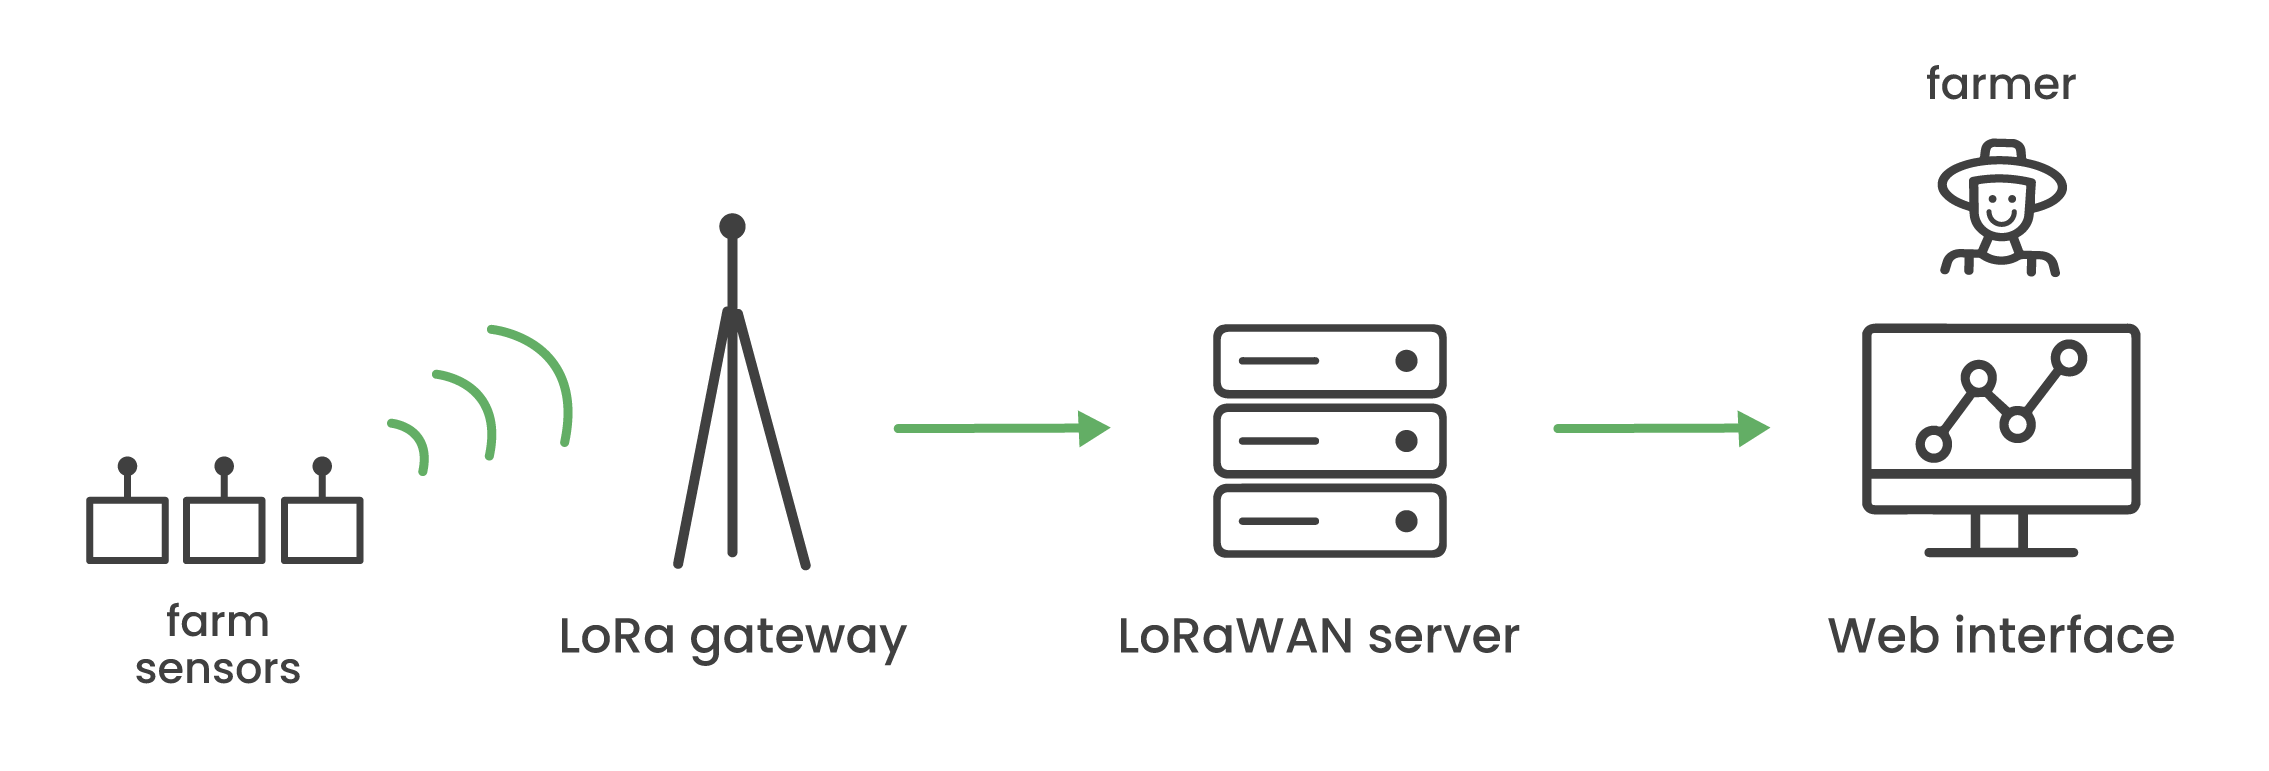 farmer
farm
sensors
LoRa gateway
LoRaWAN server
Web interface